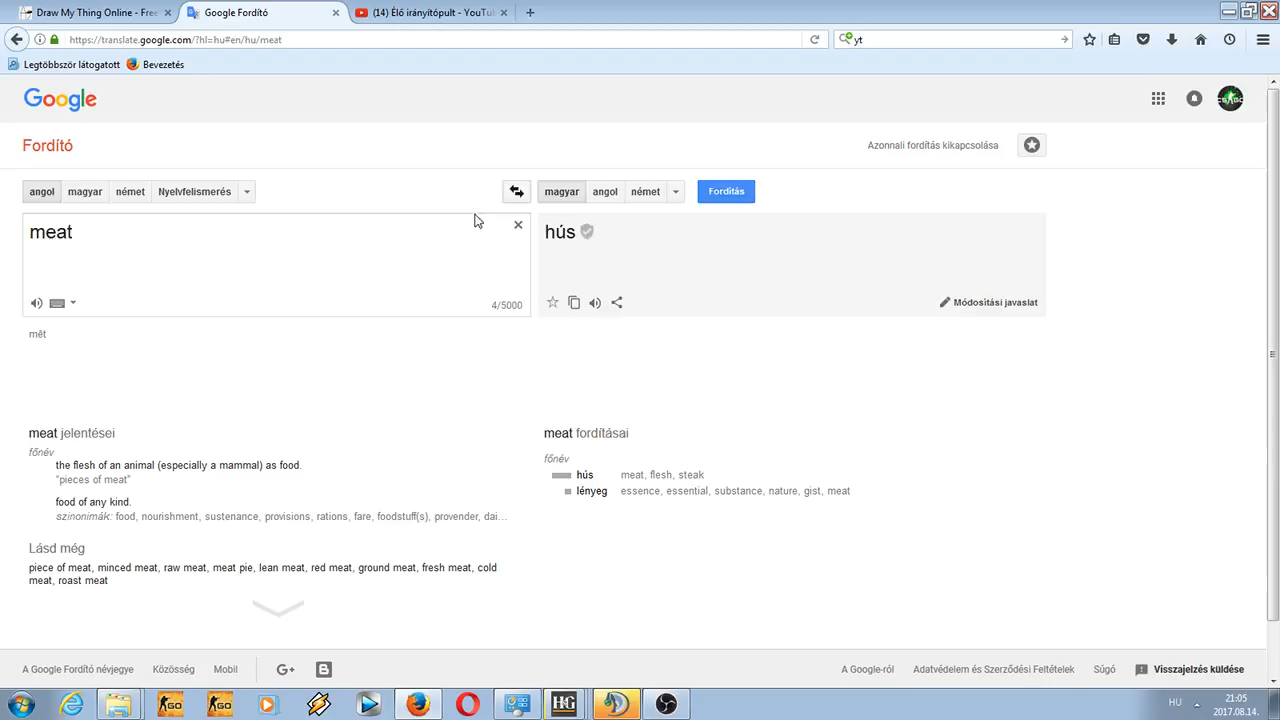 Draw My Thing Online - Free
Google Fordító
(14) Élő irányítópult - YouTu
https://translate.google.com/?hl=hu#en/hu/meat
yt
Legtöbbször látogatott
Bevezetés
Google
Fordító
Azonnali fordítás kikapcsolása
angol magyar német Nyelvfelismerés
magyar angol német
Fordítás
meat
hús
4/5000
Módosítási javaslat
mēt
meat jelentései
főnév
the flesh of an animal (especially a mammal) as food.
"pieces of meat"
food of any kind.
szinonimák: food, nourishment, sustenance, provisions, rations, fare, foodstuff(s), provender, dai...
Lásd még
piece of meat, minced meat, raw meat, meat pie, lean meat, red meat, ground meat, fresh meat, cold
meat, roast meat
meat fordításai
főnév
hús meat, flesh, steak
lényeg essence, essential, substance, nature, gist, meat
A Google Fordító névjegye
Közösség
Mobil
G+
A Google-ról
Adatvédelem és Szerződési Feltételek
Súgó
Visszajelzés küldése
GO
GO
HG
HU
21:05
2017.08.14.